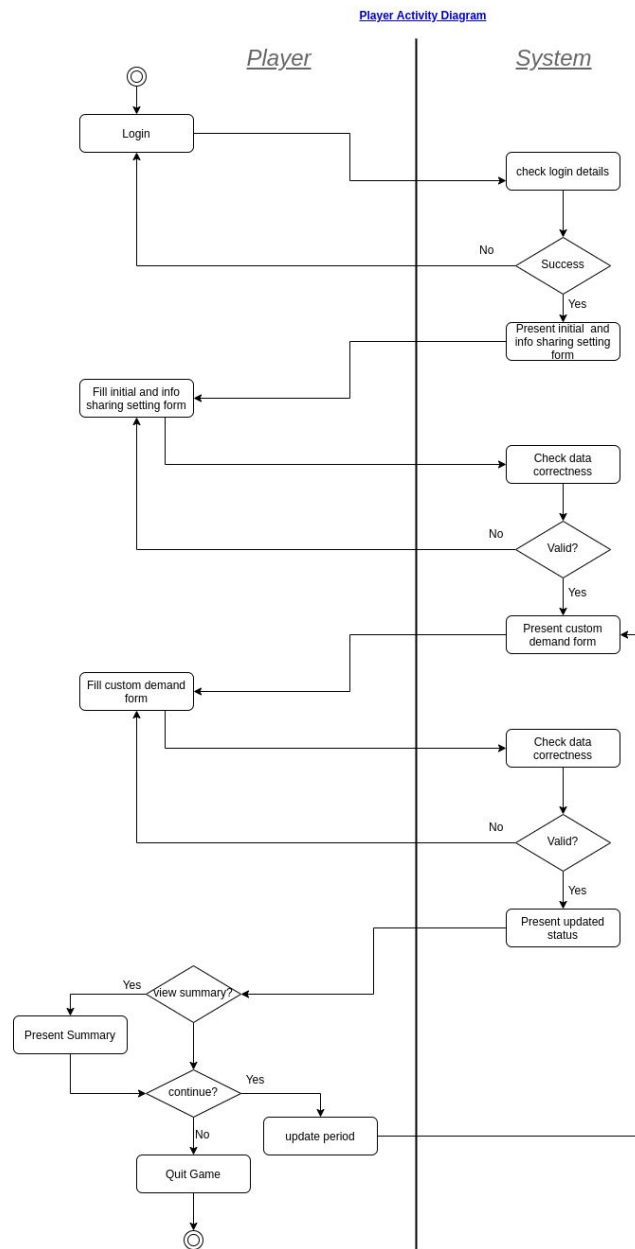 Player Activity Diagram
Player
System
Login
check login details
No
Success
Yes
Present initial and
info sharing setting
form
Fill initial and info
sharing setting form
Check data
correctness
No
Valid?
Yes
Present custom
demand form
Fill custom demand
form
Check data
correctness
No
Valid?
Yes
Present updated
status
Yes
view summary?
Present Summary
continue?
Yes
No
update period
Quit Game